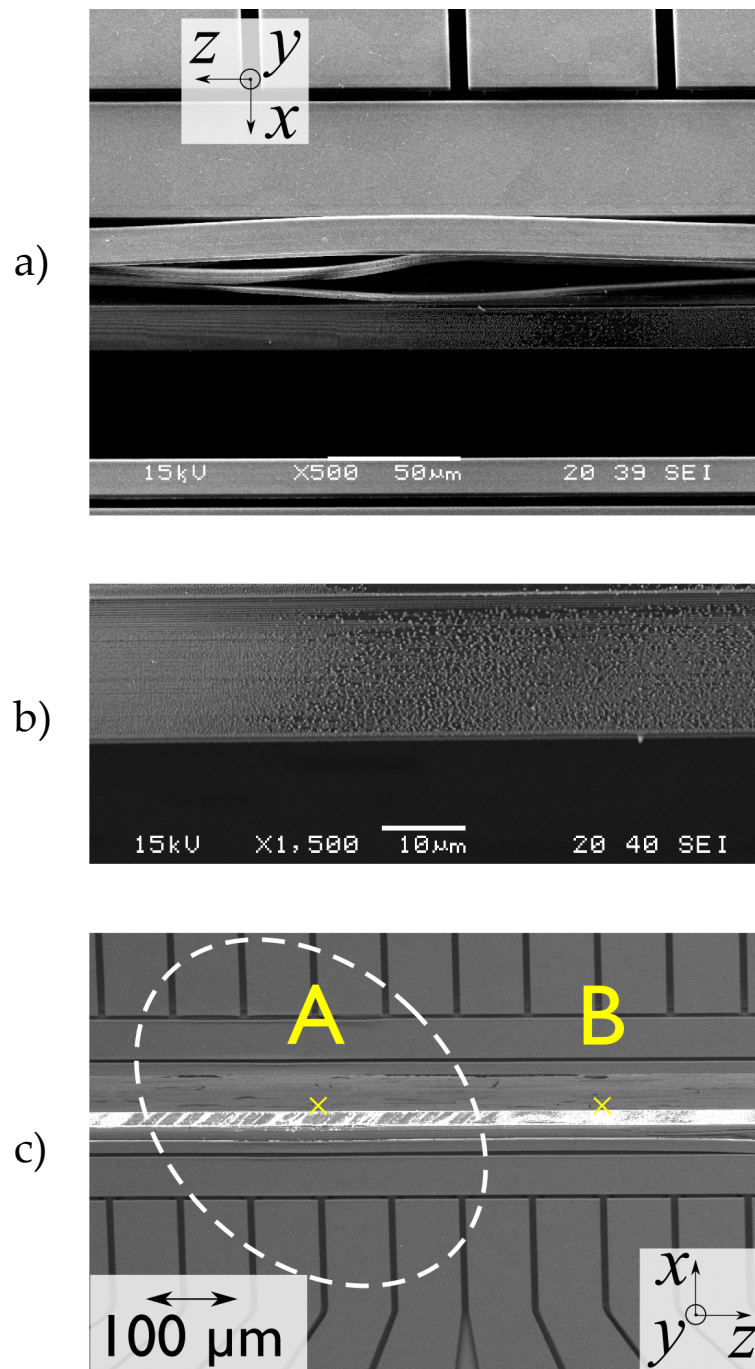 z y
x
a)
15kV X500 50μm 20 39 SEI
b)
15kV X1,500 10μm 20 40 SEI
A B
c)
100 μm
x
y z